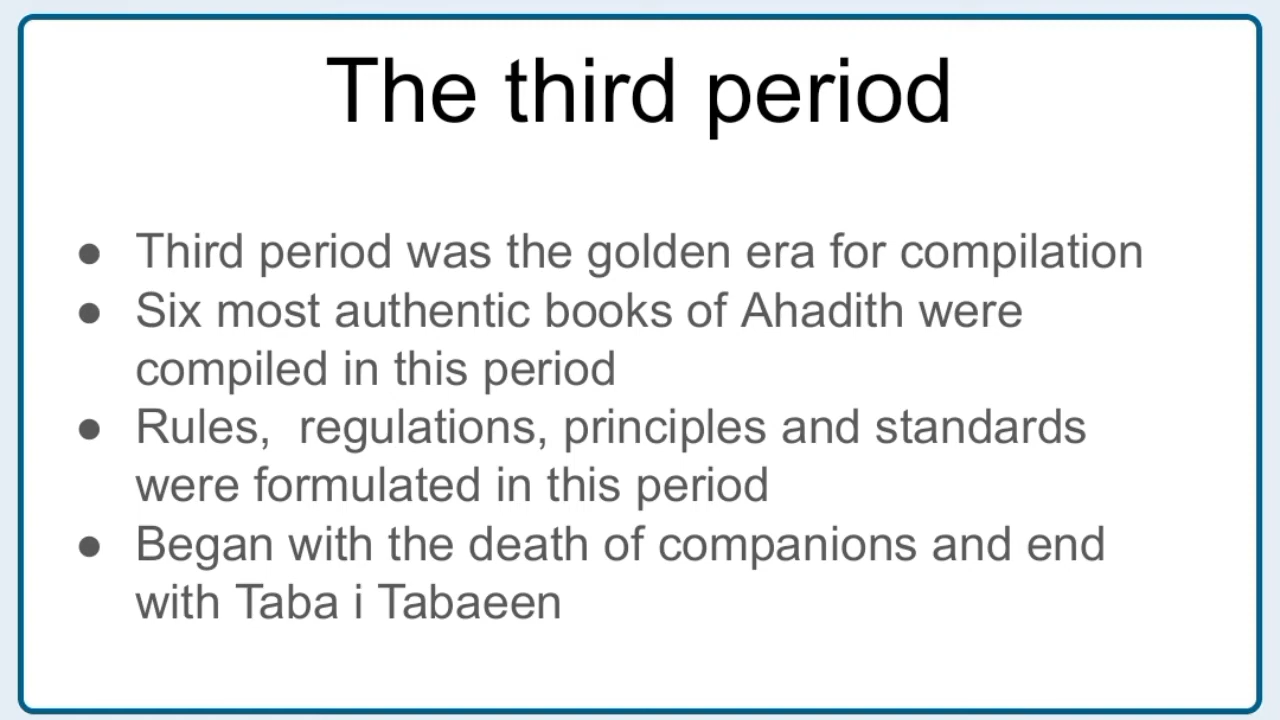 The third period
● Third period was the golden era for compilation
● Six most authentic books of Ahadith were
compiled in this period
● Rules,  regulations, principles and standards
were formulated in this period
● Began with the death of companions and end
with Taba i Tabaeen